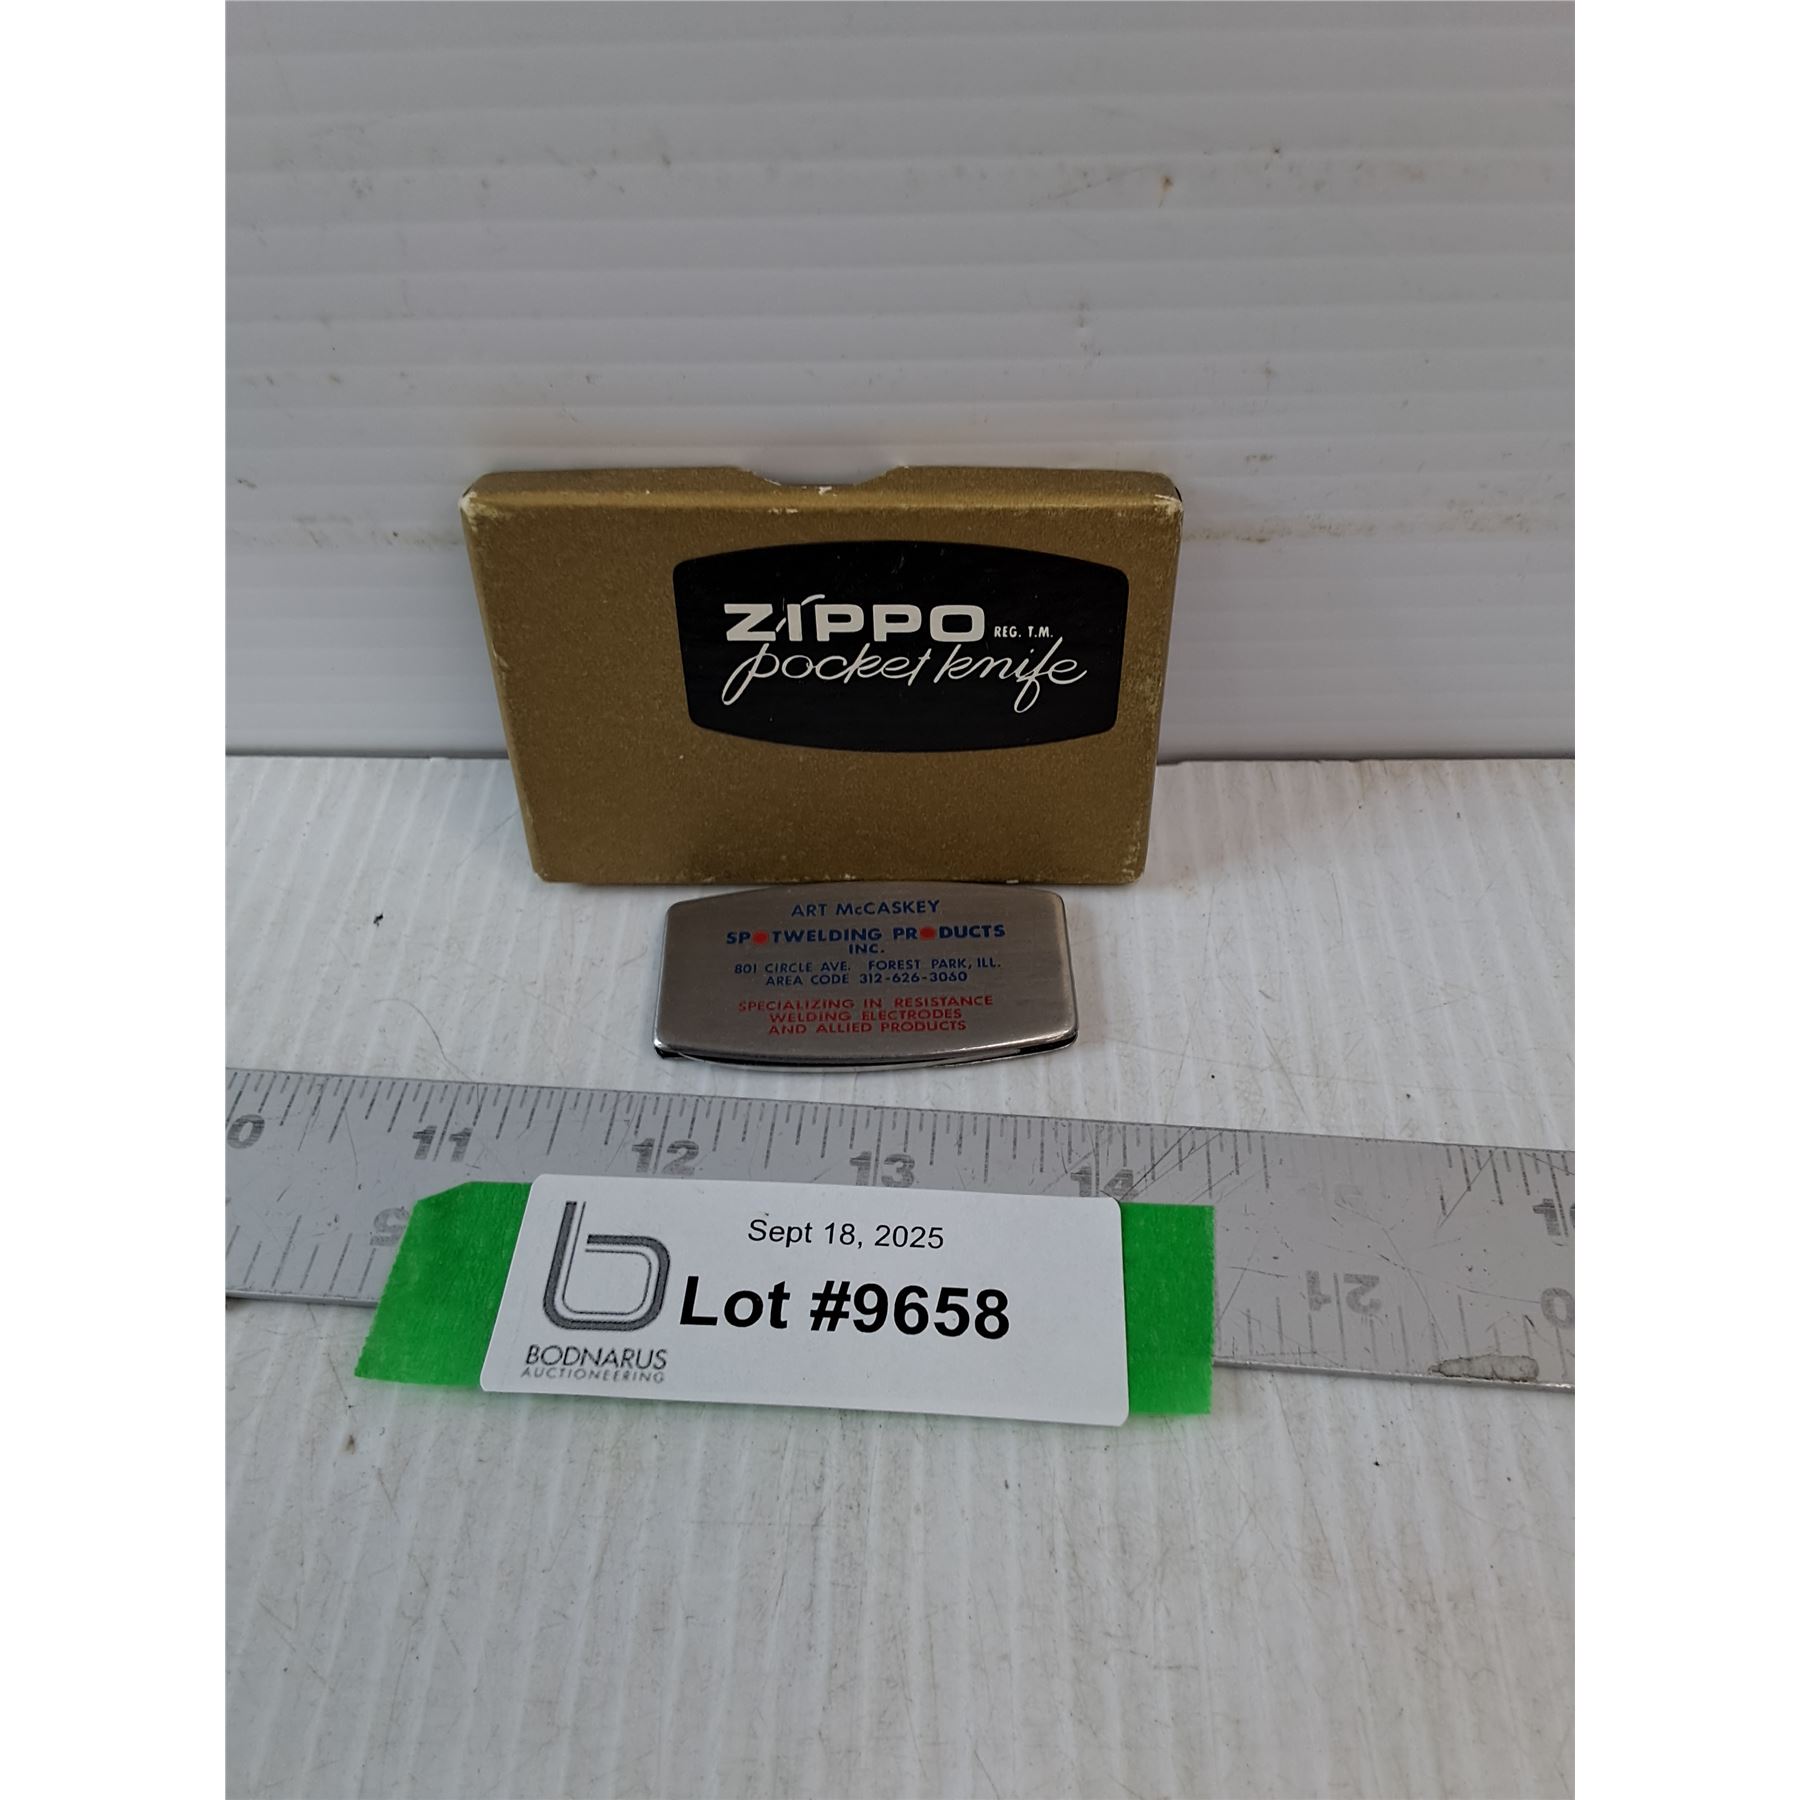 ZIPPO REG. T.M.
pocket knife
ART McCASKEY
SPOTWELDING PRODUCTS
INC.
801 CIRCLE AVE. FOREST PARK, ILL.
AREA CODE 312-626-3060
SPECIALIZING IN RESISTANCE
WELDING ELECTRODES
AND ALLIED PRODUCTS
0 11 12 13 14
21
Sept 18, 2025
Lot #9658
BODNARUS
AUCTIONEERING